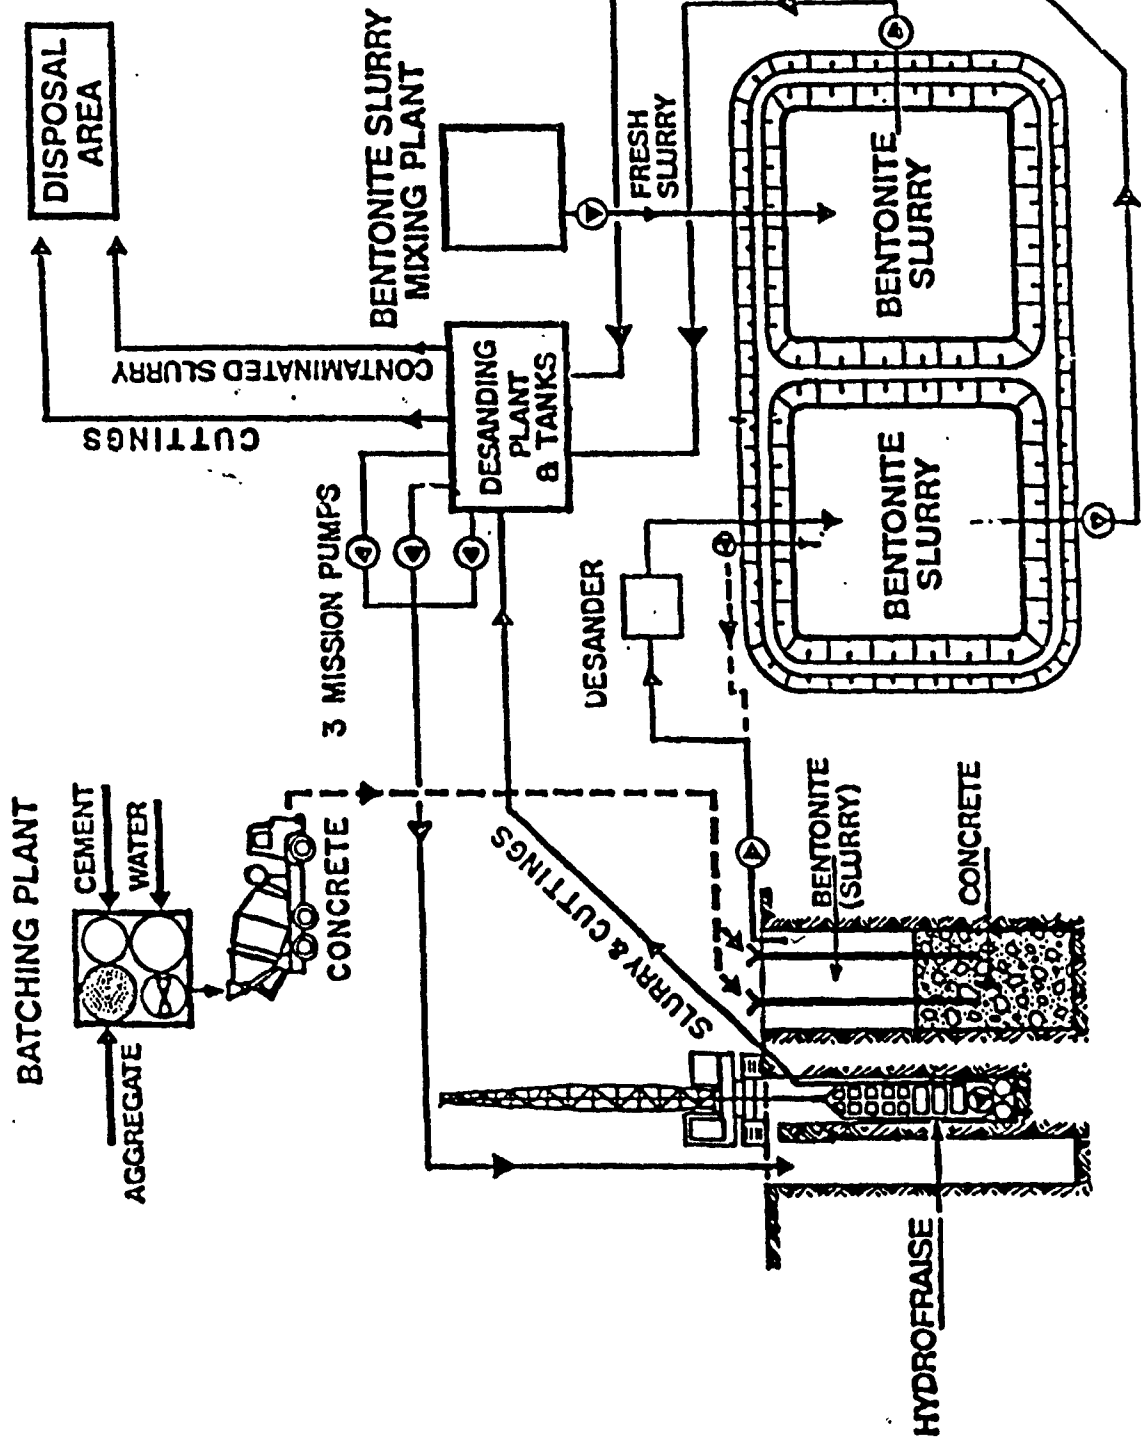 BATCHING PLANT
AGGREGATE
CEMENT
WATER
CONCRETE
3 MISSION PUMPS
CUTTINGS
CONTAMINATED SLURRY
DISPOSAL
AREA
BENTONITE SLURRY
MIXING PLANT
DESANDING
PLANT
& TANKS
FRESH
SLURRY
SLURRY & CUTTINGS
DESANDER
BENTONITE
SLURRY
BENTONITE
SLURRY
BENTONITE
(SLURRY)
CONCRETE
HYDROFRAISE